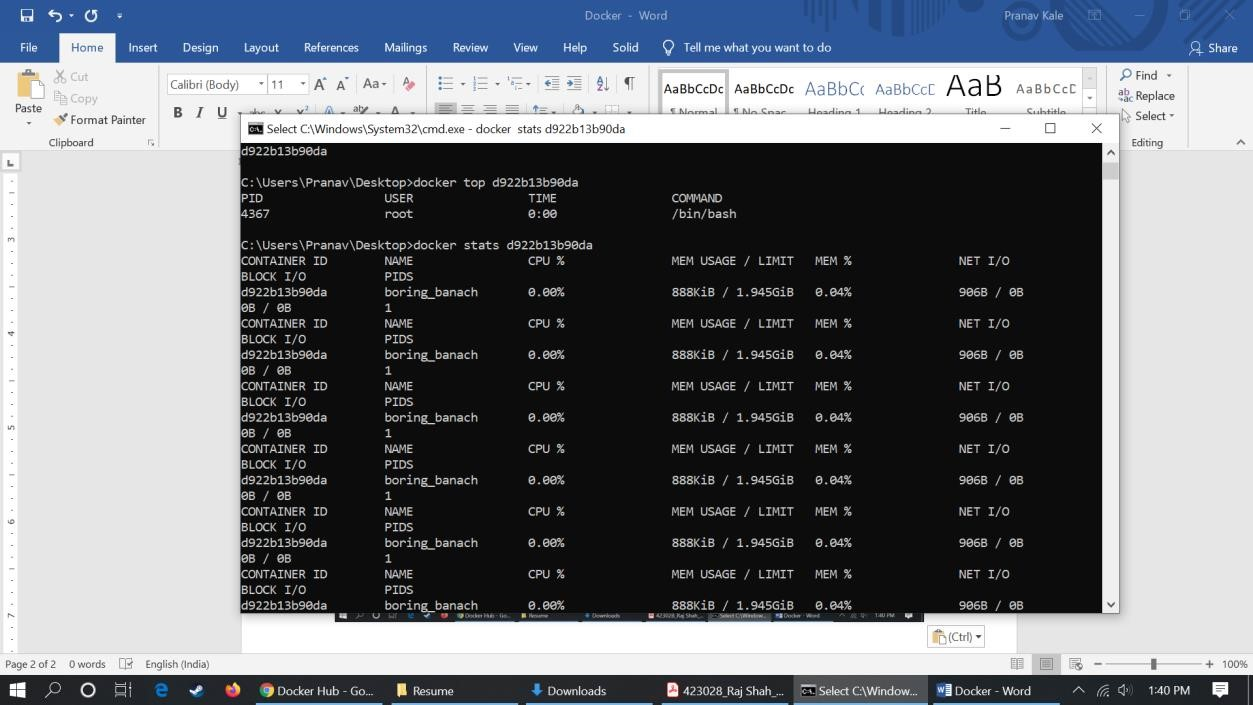 Docker - Word
Pranav Kale
File Home Insert Design Layout References Mailings Review View Help Solid Tell me what you want to do
Share
Paste
Cut
Copy
Format Painter
Clipboard
Calibri (Body) 11 A A Aa
B I U
AaBbCcDc AaBbCcDc AaBbCc AaBbCcC AaB AaBbCcC
¶ Normal ¶ No Spac Heading 1 Heading 2 Title Subtitle
Find
Replace
Select
Editing
Select C:\Windows\System32\cmd.exe - docker stats d922b13b90da
d922b13b90da
C:\Users\Pranav\Desktop>docker top d922b13b90da
PID USER TIME COMMAND
4367 root 0:00 /bin/bash
C:\Users\Pranav\Desktop>docker stats d922b13b90da
CONTAINER ID NAME CPU % MEM USAGE / LIMIT MEM % NET I/O
BLOCK I/O PIDS
d922b13b90da boring_banach 0.00% 888KiB / 1.945GiB 0.04% 906B / 0B
0B / 0B 1
CONTAINER ID NAME CPU % MEM USAGE / LIMIT MEM % NET I/O
BLOCK I/O PIDS
d922b13b90da boring_banach 0.00% 888KiB / 1.945GiB 0.04% 906B / 0B
0B / 0B 1
CONTAINER ID NAME CPU % MEM USAGE / LIMIT MEM % NET I/O
BLOCK I/O PIDS
d922b13b90da boring_banach 0.00% 888KiB / 1.945GiB 0.04% 906B / 0B
0B / 0B 1
CONTAINER ID NAME CPU % MEM USAGE / LIMIT MEM % NET I/O
BLOCK I/O PIDS
d922b13b90da boring_banach 0.00% 888KiB / 1.945GiB 0.04% 906B / 0B
0B / 0B 1
CONTAINER ID NAME CPU % MEM USAGE / LIMIT MEM % NET I/O
BLOCK I/O PIDS
d922b13b90da boring_banach 0.00% 888KiB / 1.945GiB 0.04% 906B / 0B
0B / 0B 1
CONTAINER ID NAME CPU % MEM USAGE / LIMIT MEM % NET I/O
BLOCK I/O PIDS
d922b13b90da boring_banach 0.00% 888KiB / 1.945GiB 0.04% 906B / 0B
(Ctrl)
Page 2 of 2 0 words English (India) 100%
Docker Hub - Go... Resume Downloads 423028_Raj Shah_... Select C:\Window... Docker - Word 1:40 PM